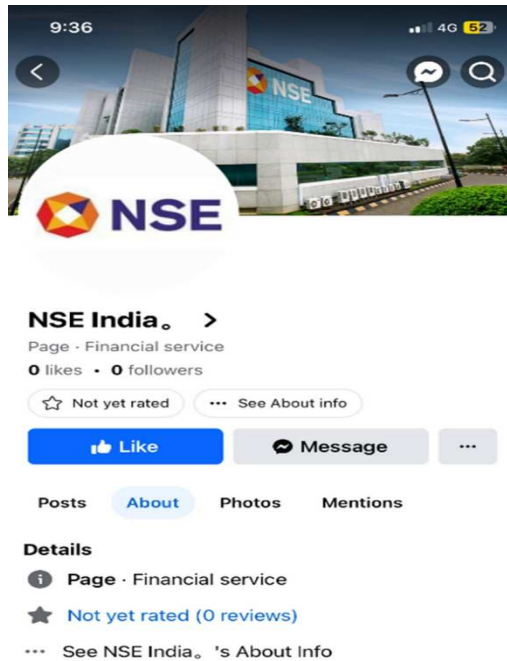 9:36
4G 52
NSE
NSE
NSE India。 >
Page · Financial service
0 likes • 0 followers
Not yet rated
··· See About info
Like
Message
···
Posts About Photos Mentions
Details
Page · Financial service
Not yet rated (0 reviews)
··· See NSE India。 's About Info